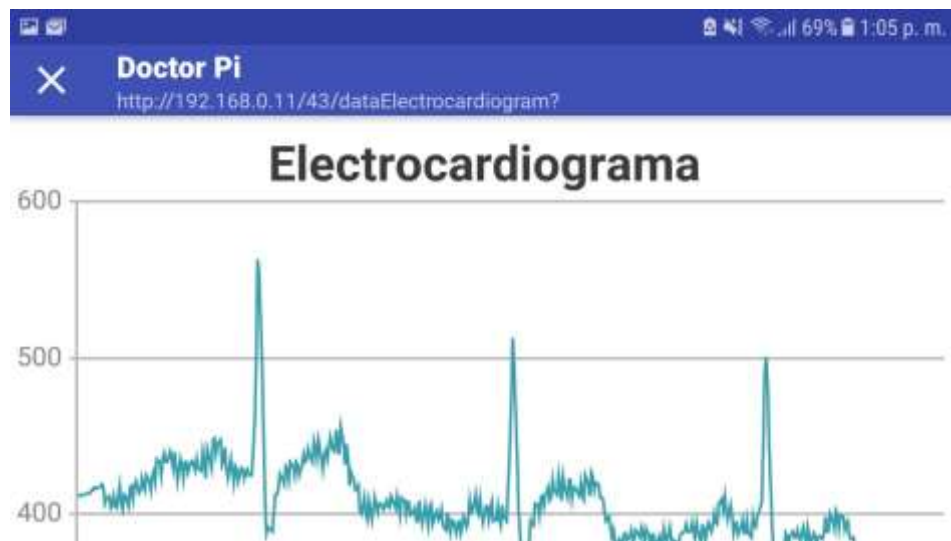 69% 1:05 p. m.
Doctor Pi
http://192.168.0.11/43/dataElectrocardiogram?
Electrocardiograma
600
500
400